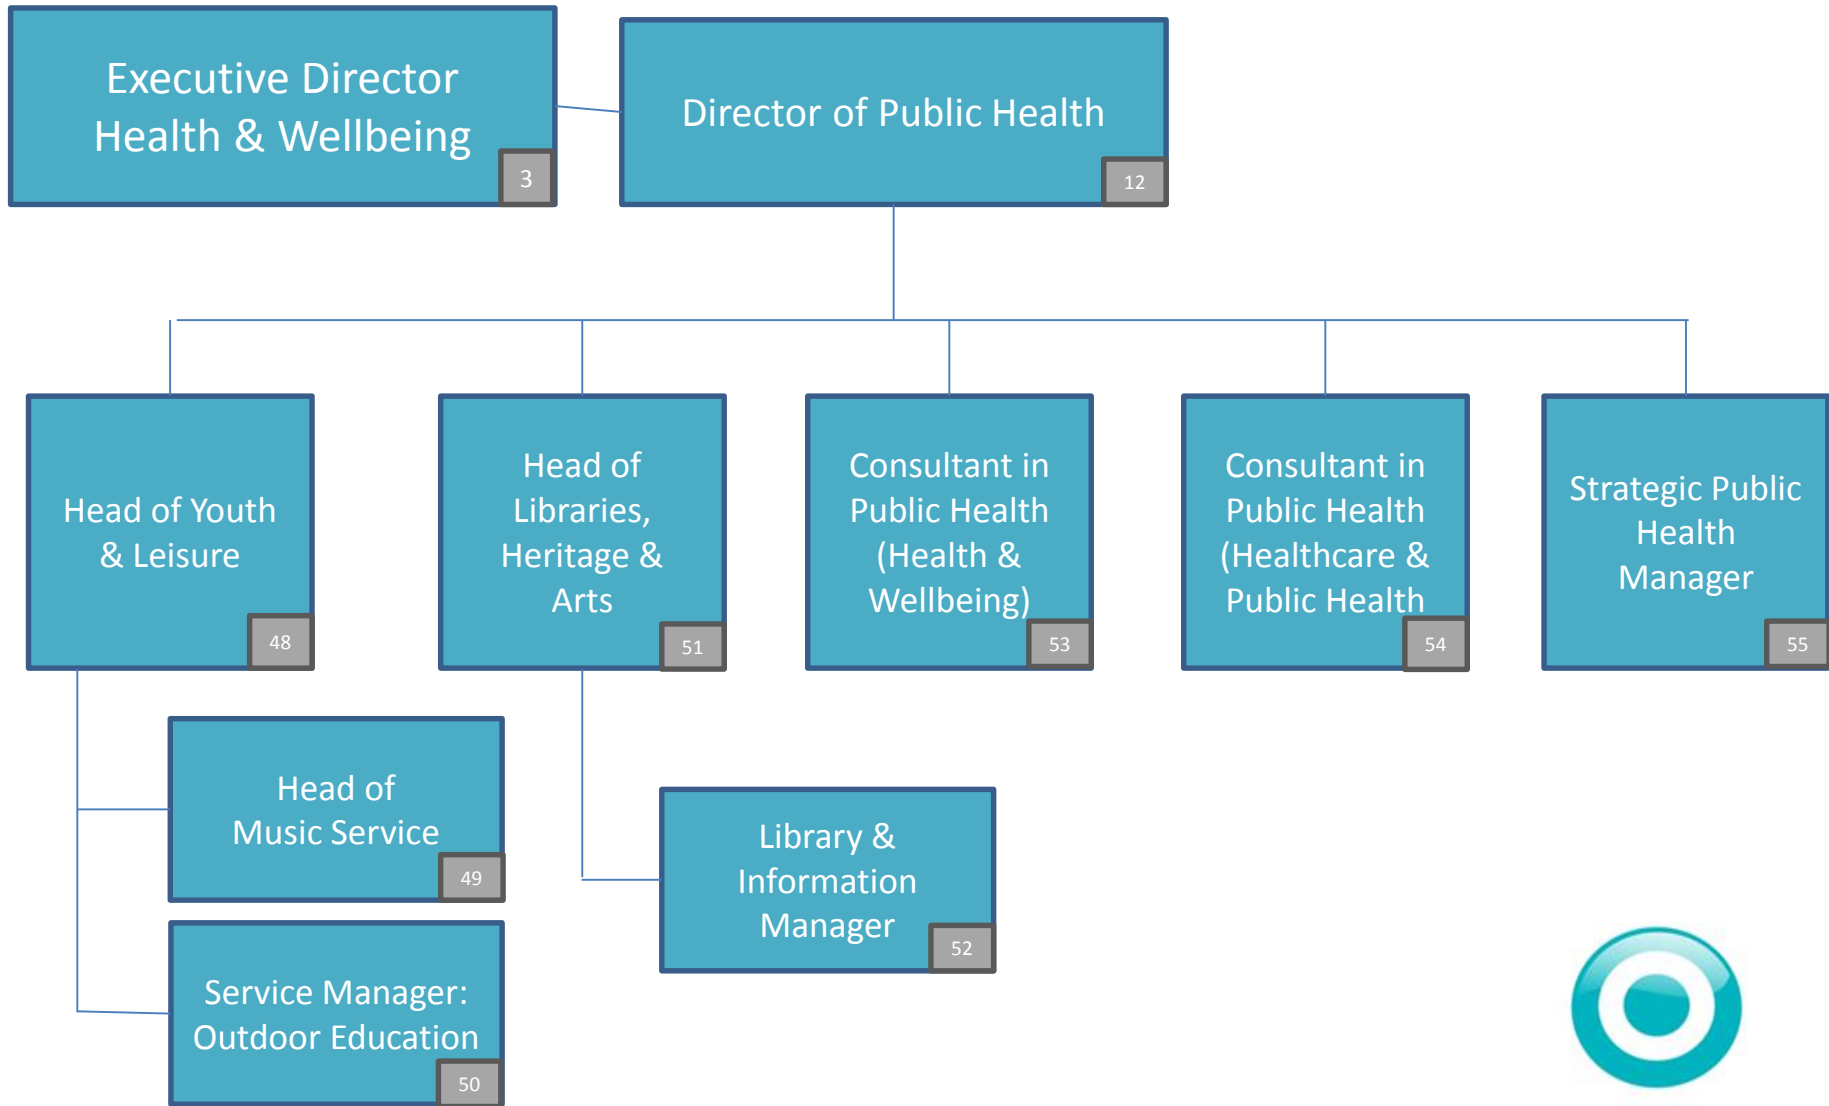 Executive Director
Health & Wellbeing
3
Director of Public Health
12
Head of Youth
& Leisure
48
Head of
Libraries,
Heritage &
Arts
51
Consultant in
Public Health
(Health &
Wellbeing)
53
Consultant in
Public Health
(Healthcare &
Public Health
54
Strategic Public
Health
Manager
55
Head of
Music Service
49
Library &
Information
Manager
52
Service Manager:
Outdoor Education
50